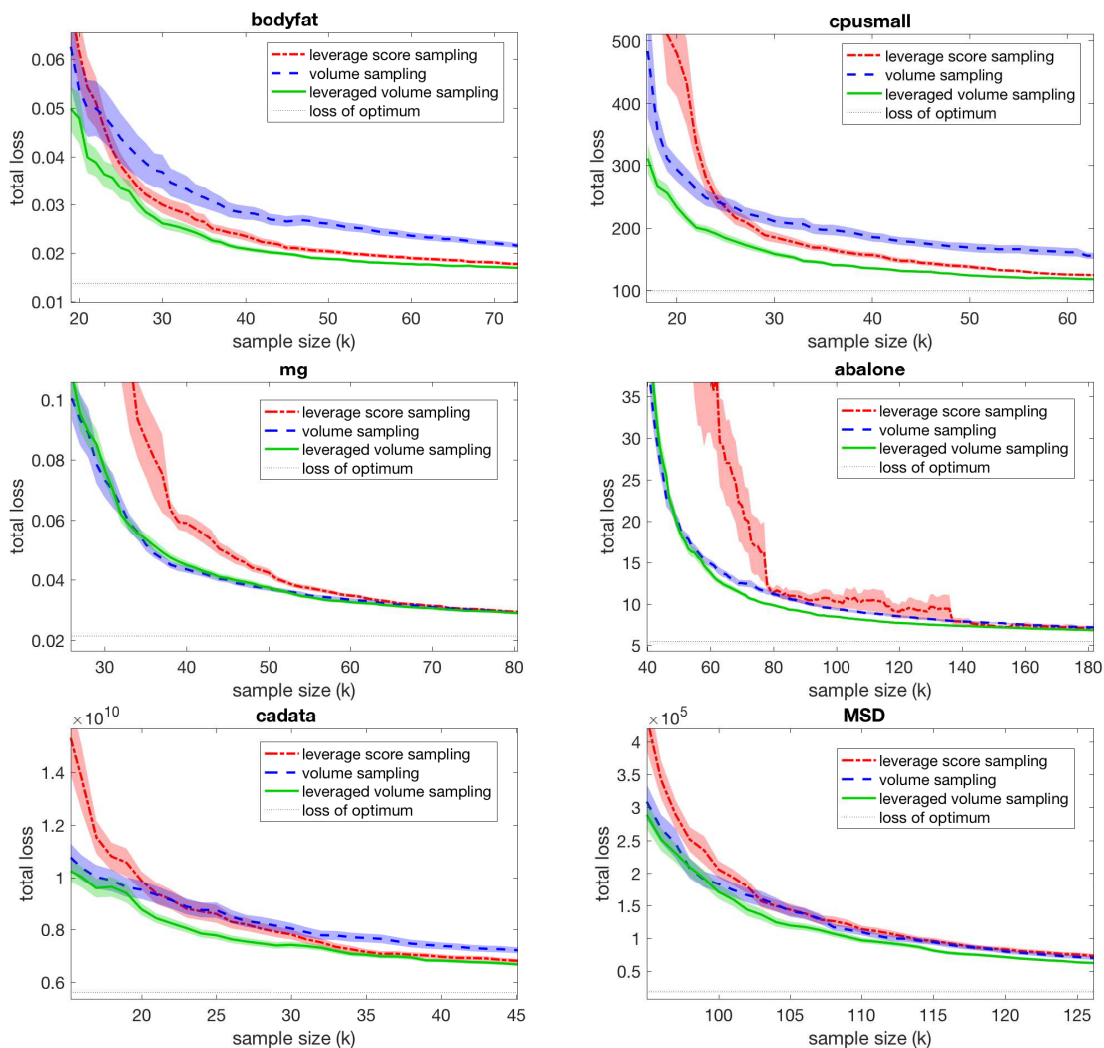 bodyfat
leverage score sampling
volume sampling
leveraged volume sampling
loss of optimum
total loss
0.06
0.05
0.04
0.03
0.02
0.01
20 30 40 50 60 70
sample size (k)
cpusmall
leverage score sampling
volume sampling
leveraged volume sampling
loss of optimum
total loss
500
400
300
200
100
20 30 40 50 60
sample size (k)
mg
leverage score sampling
volume sampling
leveraged volume sampling
loss of optimum
total loss
0.1
0.08
0.06
0.04
0.02
30 40 50 60 70 80
sample size (k)
abalone
leverage score sampling
volume sampling
leveraged volume sampling
loss of optimum
total loss
35
30
25
20
15
10
5
40 60 80 100 120 140 160 180
sample size (k)
×10^10
cadata
leverage score sampling
volume sampling
leveraged volume sampling
loss of optimum
total loss
1.4
1.2
1
0.8
0.6
20 25 30 35 40 45
sample size (k)
×10^5
MSD
leverage score sampling
volume sampling
leveraged volume sampling
loss of optimum
total loss
4
3.5
3
2.5
2
1.5
1
0.5
100 105 110 115 120 125
sample size (k)